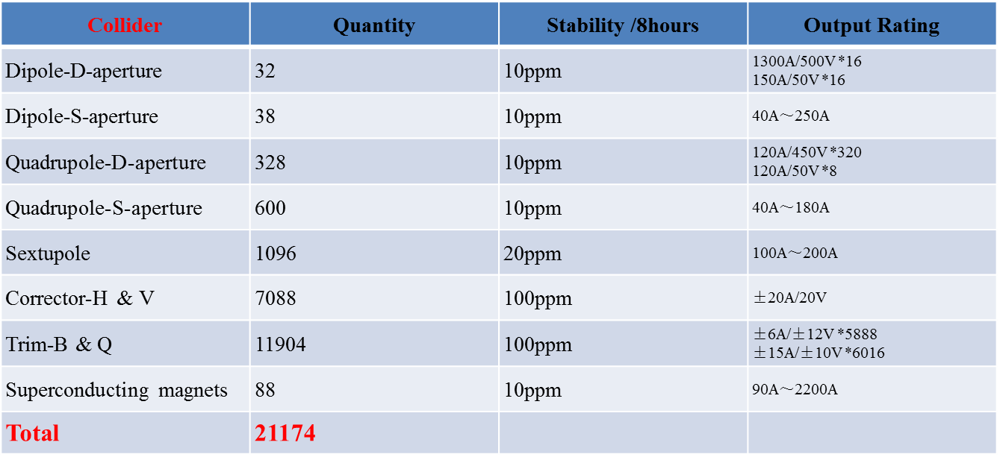 Collider Quantity Stability /8hours Output Rating
Dipole-D-aperture 32 10ppm 1300A/500V*16
150A/50V*16
Dipole-S-aperture 38 10ppm 40A～250A
Quadrupole-D-aperture 328 10ppm 120A/450V*320
120A/50V*8
Quadrupole-S-aperture 600 10ppm 40A～180A
Sextupole 1096 20ppm 100A～200A
Corrector-H & V 7088 100ppm ±20A/20V
Trim-B & Q 11904 100ppm ±6A/±12V*5888
±15A/±10V*6016
Superconducting magnets 88 10ppm 90A～2200A
Total 21174